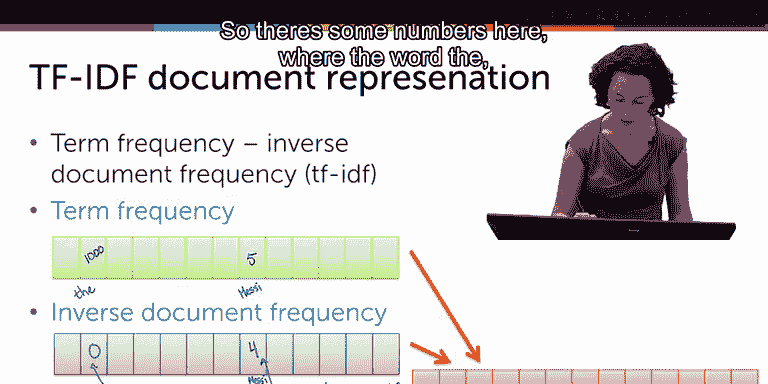 So theres some numbers here,
where the word the,
TF-IDF document represenation
• Term frequency – inverse
document frequency (tf-idf)
• Term frequency
1000 5
the Messi
• Inverse document frequency
0 4